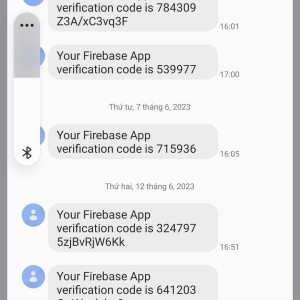 verification code is 784309
Z3A/xC3vq3F
16:01
Your Firebase App
verification code is 539977
17:00
Thứ tư, 7 tháng 6, 2023
Your Firebase App
verification code is 715936
16:05
Thứ hai, 12 tháng 6, 2023
Your Firebase App
verification code is 324797
5zjBvRjW6Kk
16:51
Your Firebase App
verification code is 641203